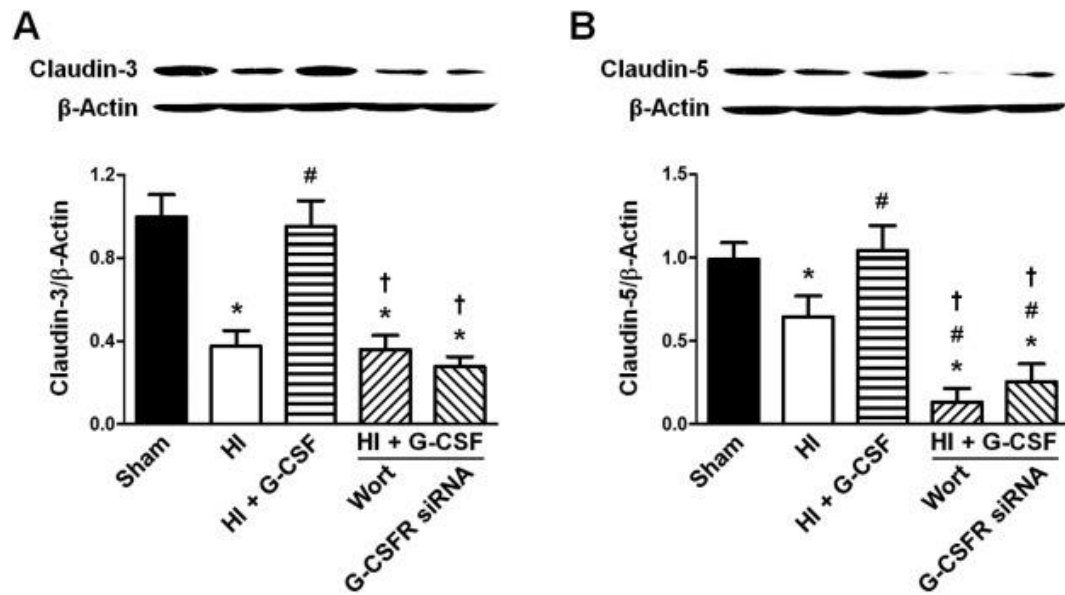 A
Claudin-3
β-Actin
Claudin-3/β-Actin
1.2
0.8
0.4
0.0
*
#
†
*
†
*
Sham
HI
HI + G-CSF
HI + G-CSF
Wort
G-CSFR siRNA
B
Claudin-5
β-Actin
Claudin-5/β-Actin
1.5
1.0
0.5
0.0
*
#
†
#
*
†
#
*
Sham
HI
HI + G-CSF
HI + G-CSF
Wort
G-CSFR siRNA